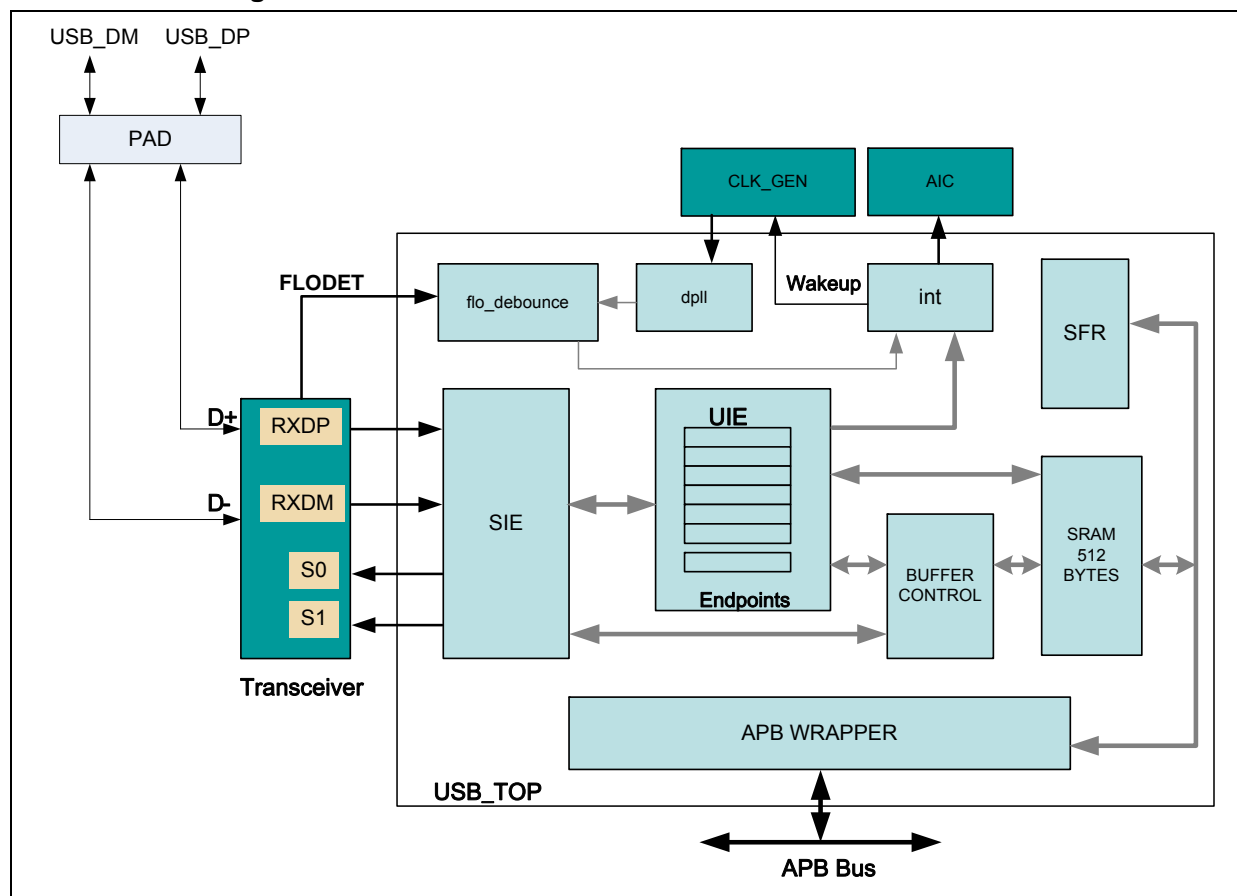 USB_DM USB_DP
PAD
CLK_GEN
AIC
FLODET
flo_debounce
dpll
Wakeup
int
SFR
D+
RXDP
UIE
D-
RXDM
SIE
S0
BUFFER
CONTROL
SRAM
512
BYTES
S1
Endpoints
Transceiver
APB WRAPPER
USB_TOP
APB Bus